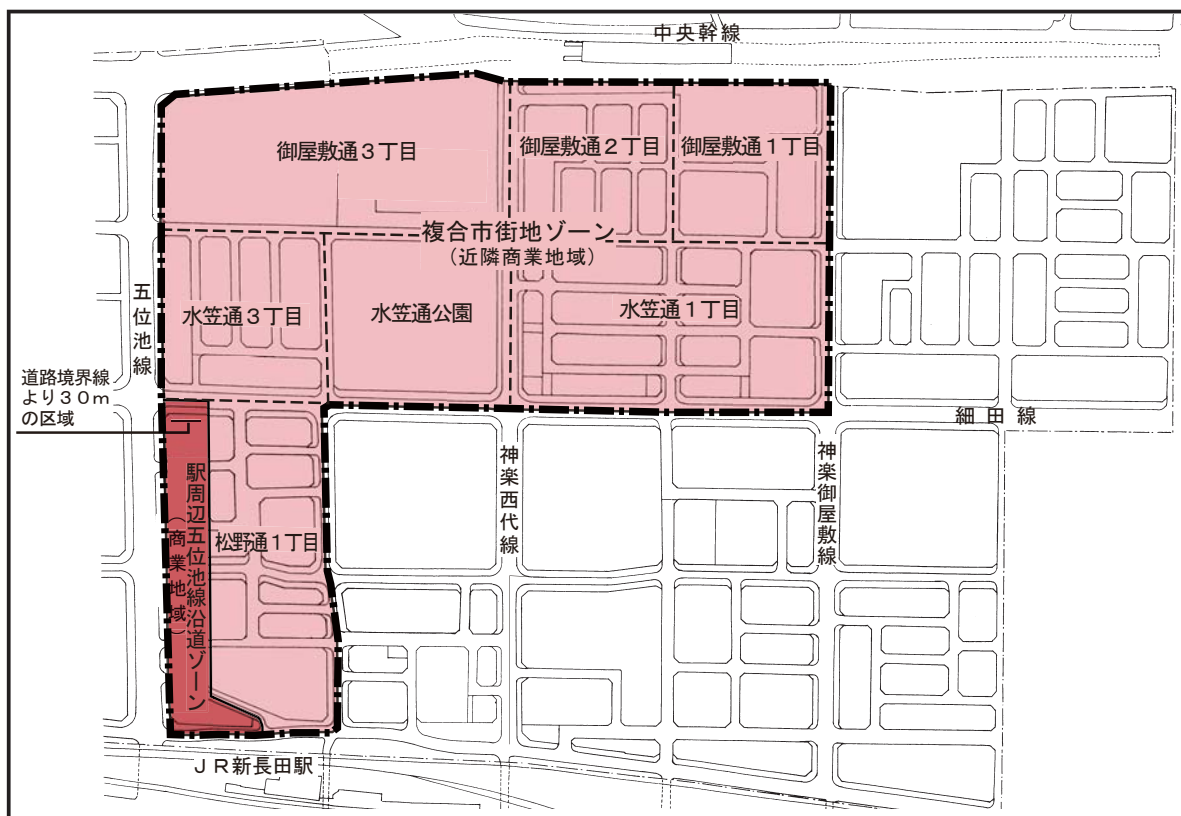 中央幹線
御屋敷通3丁目
御屋敷通2丁目
御屋敷通1丁目
複合市街地ゾーン
（近隣商業地域）
五位池線
水笠通3丁目
水笠通公園
水笠通1丁目
道路境界線
より30ｍ
の区域
細田線
駅周辺五位池線沿道ゾーン
（商業地域）
松野通1丁目
神楽西代線
神楽御屋敷線
ＪＲ新長田駅